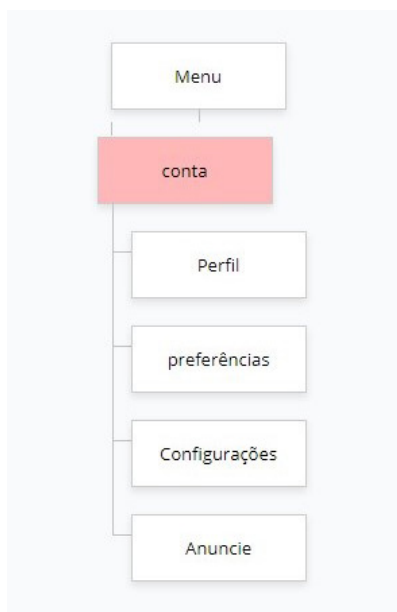 Menu
conta
Perfil
preferências
Configurações
Anuncie